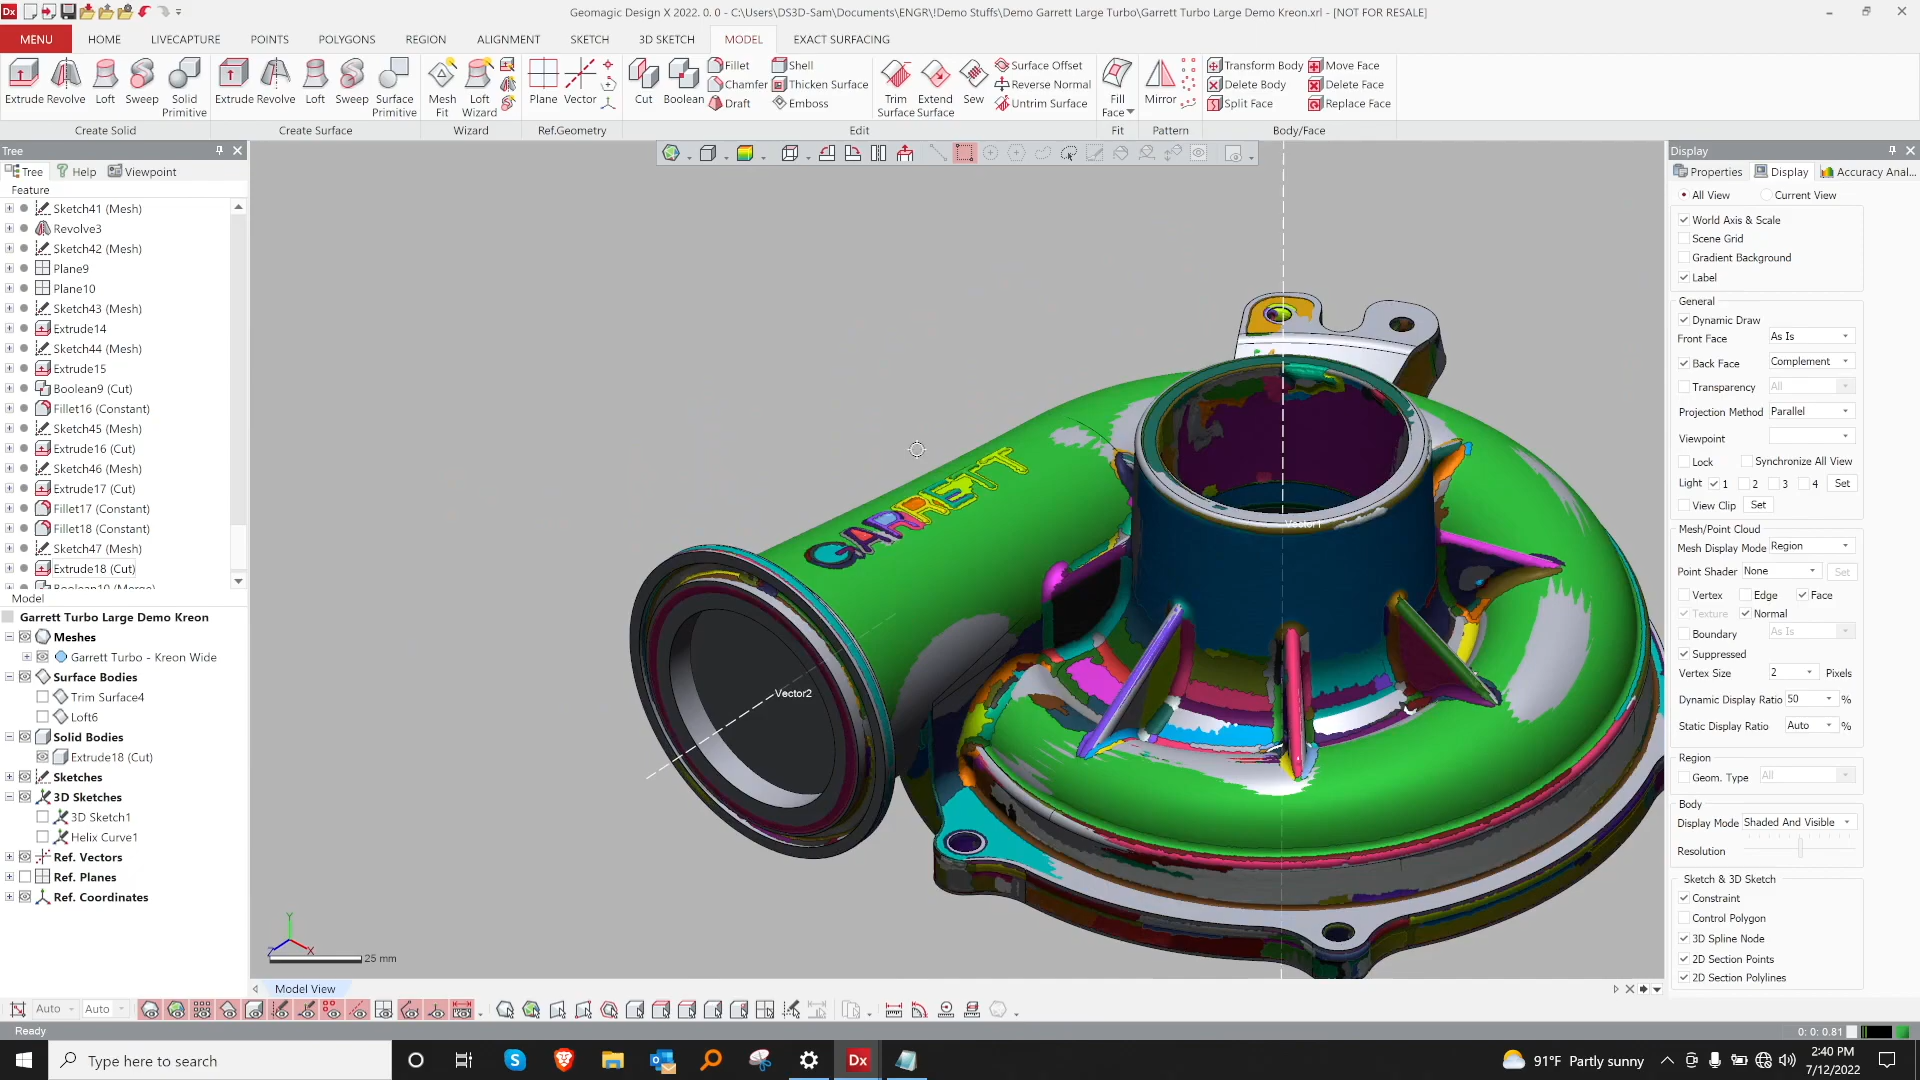 Geomagic Design X 2022. 0. 0 - C:\Users\DS3D-Sam\Documents\ENGR\!Demo Stuffs\Demo Garrett Large Turbo\Garrett Turbo Large Demo Kreon.xrl - [NOT FOR RESALE]
MENU HOME LIVECAPTURE POINTS POLYGONS REGION ALIGNMENT SKETCH 3D SKETCH MODEL EXACT SURFACING
Extrude Revolve Loft Sweep Solid Primitive
Create Solid
Extrude Revolve Loft Sweep Surface Primitive
Create Surface
Mesh Fit Loft Wizard
Wizard
Plane Vector
Ref.Geometry
Cut Boolean
Fillet Shell
Chamfer Thicken Surface
Draft Emboss
Trim Surface Extend Surface Sew
Surface Offset
Reverse Normal
Untrim Surface
Edit
Fill Face
Fit
Mirror
Pattern
Transform Body Move Face
Delete Body Delete Face
Split Face Replace Face
Body/Face
Tree
Tree Help Viewpoint
Feature
Sketch41 (Mesh)
Revolve3
Sketch42 (Mesh)
Plane9
Plane10
Sketch43 (Mesh)
Extrude14
Sketch44 (Mesh)
Extrude15
Boolean9 (Cut)
Fillet16 (Constant)
Sketch45 (Mesh)
Extrude16 (Cut)
Sketch46 (Mesh)
Extrude17 (Cut)
Fillet17 (Constant)
Fillet18 (Constant)
Sketch47 (Mesh)
Extrude18 (Cut)
Boolean10 (Merge)
Model
Garrett Turbo Large Demo Kreon
Meshes
Garrett Turbo - Kreon Wide
Surface Bodies
Trim Surface4
Loft6
Solid Bodies
Extrude18 (Cut)
Sketches
3D Sketches
3D Sketch1
Helix Curve1
Ref. Vectors
Ref. Planes
Ref. Coordinates
GARRETT
Vector1
Vector2
Y
X
Z
25 mm
Model View
Display
Properties Display Accuracy Anal...
All View Current View
World Axis & Scale
Scene Grid
Gradient Background
Label
General
Dynamic Draw
Front Face As Is
Back Face Complement
Transparency All
Projection Method Parallel
Viewpoint
Lock Synchronize All View
Light 1 2 3 4 Set
View Clip Set
Mesh/Point Cloud
Mesh Display Mode Region
Point Shader None Set
Vertex Edge Face
Texture Normal
Boundary As Is
Suppressed
Vertex Size 2 Pixels
Dynamic Display Ratio 50 %
Static Display Ratio Auto %
Region
Geom. Type All
Body
Display Mode Shaded And Visible
Resolution
Sketch & 3D Sketch
Constraint
Control Polygon
3D Spline Node
2D Section Points
2D Section Polylines
Auto Auto
Ready
0: 0: 0.81
Type here to search
Dx
91°F Partly sunny
2:40 PM
7/12/2022